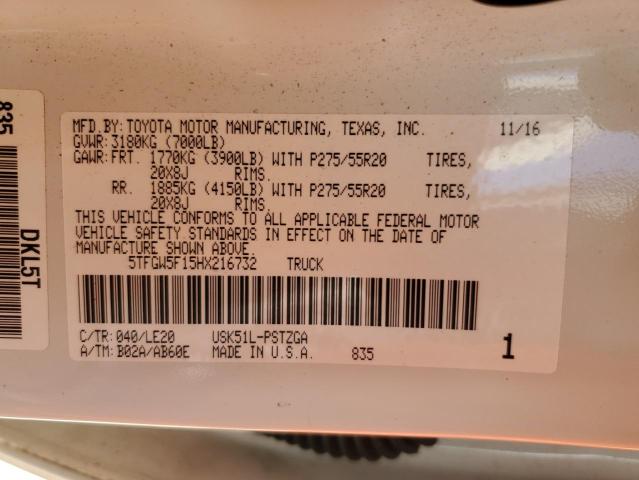 835
DKL5T
MFD.BY:TOYOTA MOTOR MANUFACTURING, TEXAS, INC. 11/16
GVWR:3180KG (7000LB)
GAWR:FRT. 1770KG (3900LB) WITH P275/55R20 TIRES,
20X8J RIMS.
RR. 1885KG (4150LB) WITH P275/55R20 TIRES,
20X8J RIMS.
THIS VEHICLE CONFORMS TO ALL APPLICABLE FEDERAL MOTOR
VEHICLE SAFETY STANDARDS IN EFFECT ON THE DATE OF
MANUFACTURE SHOWN ABOVE.
5TFGW5F15HX216732 TRUCK
C/TR:040/LE20 USK51L-PSTZGA
A/TM:B02A/AB60E MADE IN U.S.A. 835 1